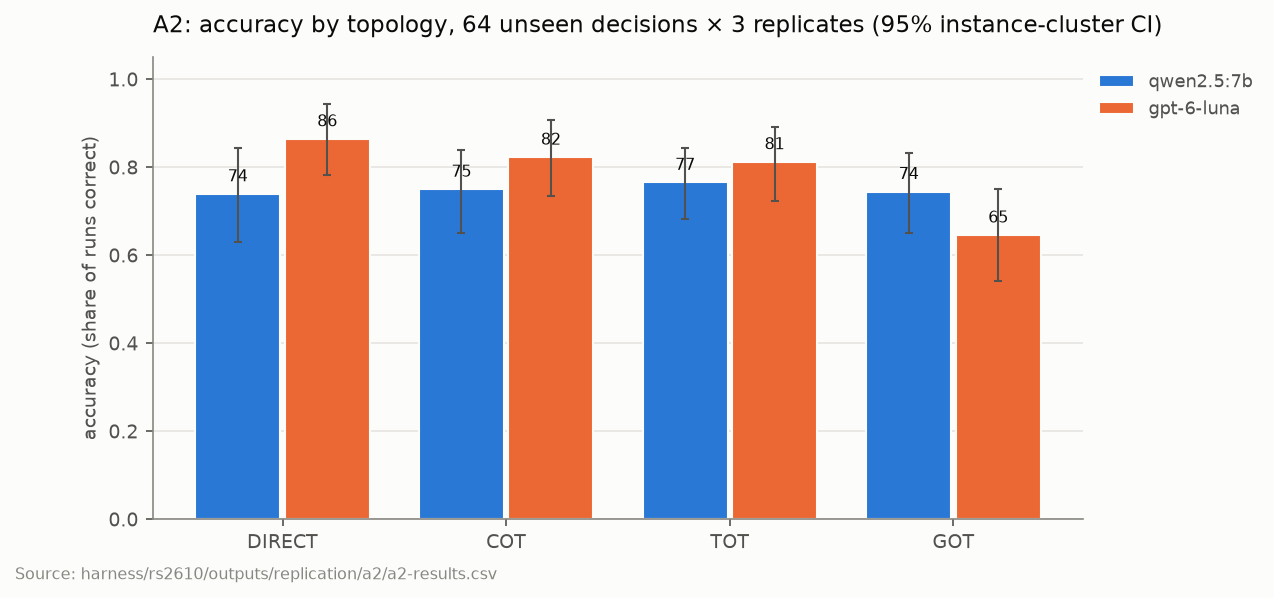 A2: accuracy by topology, 64 unseen decisions × 3 replicates (95% instance-cluster CI)
accuracy (share of runs correct)
1.0
0.8
0.6
0.4
0.2
0.0
74
86
75
82
77
81
74
65
DIRECT
COT
TOT
GOT
qwen2.5:7b
gpt-6-luna
Source: harness/rs2610/outputs/replication/a2/a2-results.csv